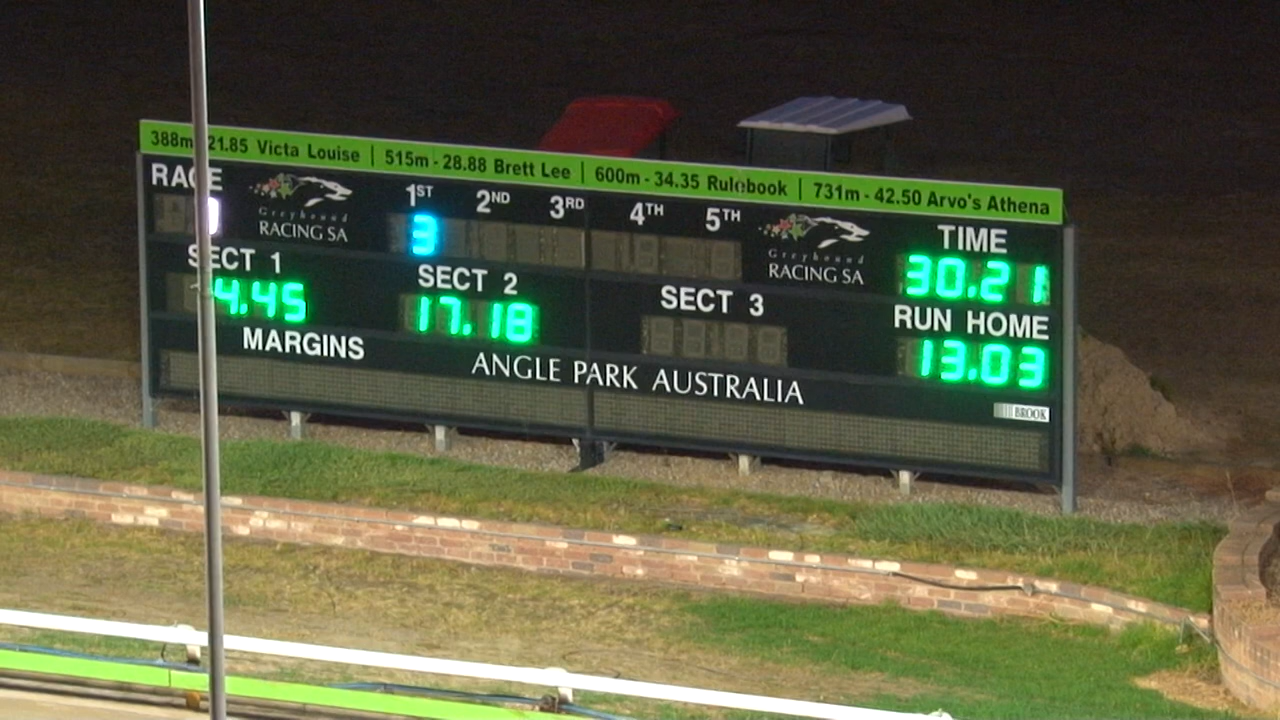 388m 21.85 Victa Louise | 515m - 28.88 Brett Lee | 600m - 34.35 Rulebook | 731m - 42.50 Arvo's Athena
RACE
Greyhound
RACING SA
1ST 2ND 3RD 4TH 5TH
3
Greyhound
RACING SA
TIME
30.21
SECT 1
4.45
SECT 2
17.18
SECT 3
RUN HOME
13.03
MARGINS
ANGLE PARK AUSTRALIA
BROOK